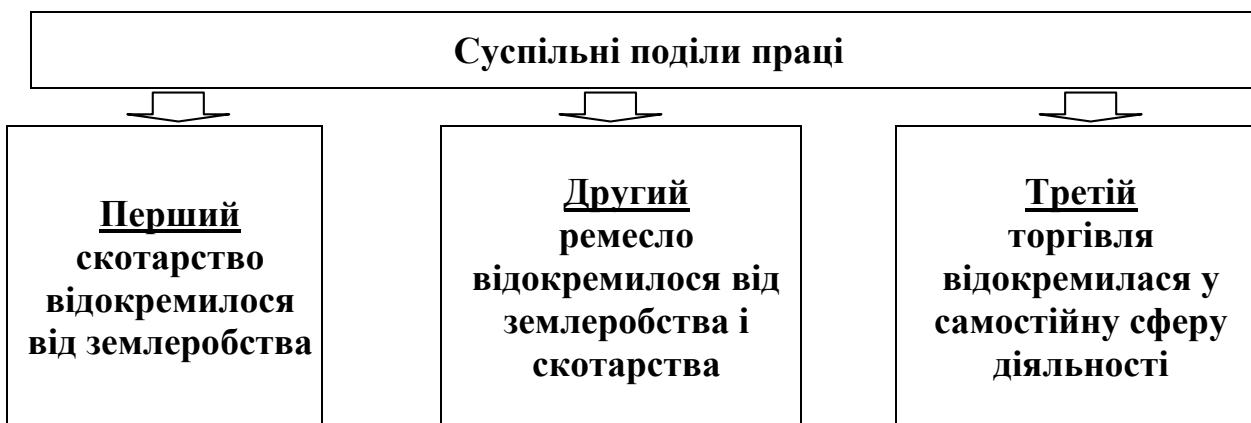 Суспільні поділи праці
Перший
скотарство
відокремилося
від землеробства
Другий
ремесло
відокремилося від
землеробства і
скотарства
Третій
торгівля
відокремилася у
самостійну сферу
діяльності